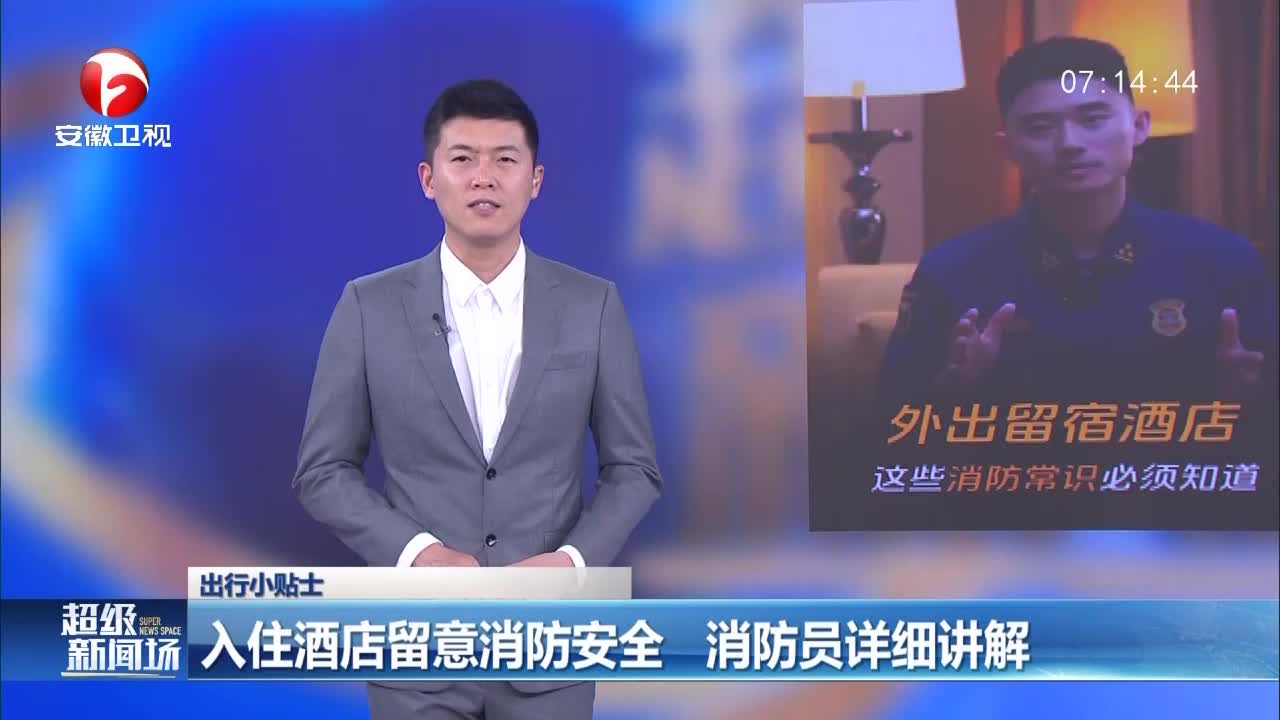 安徽卫视
07:14:44
外出留宿酒店
这些消防常识必须知道
出行小贴士
超级新闻场
SUPER
NEWS SPACE
入住酒店留意消防安全 消防员详细讲解